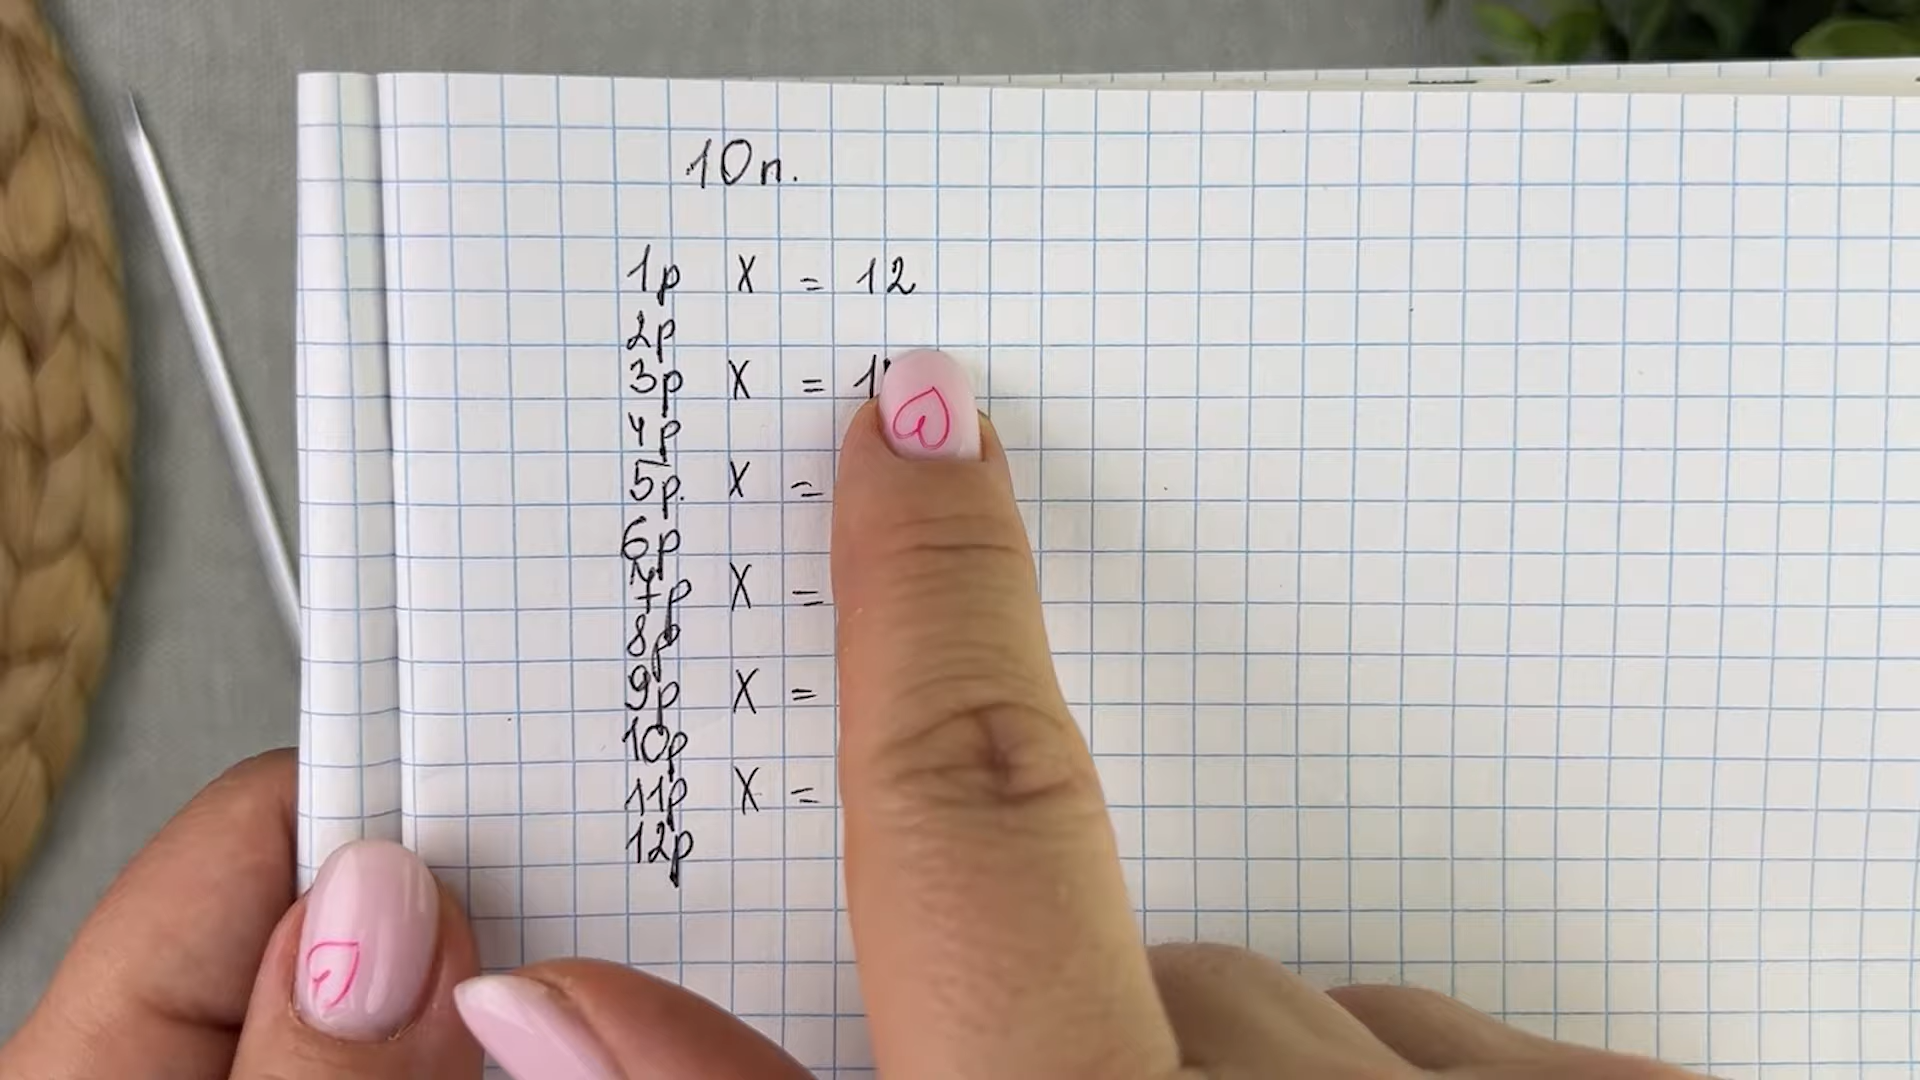 10п.
1р X = 12
2р
3р X =
4р
5р. X =
6р
7р X =
8р
9р X =
10р
11р X =
12р